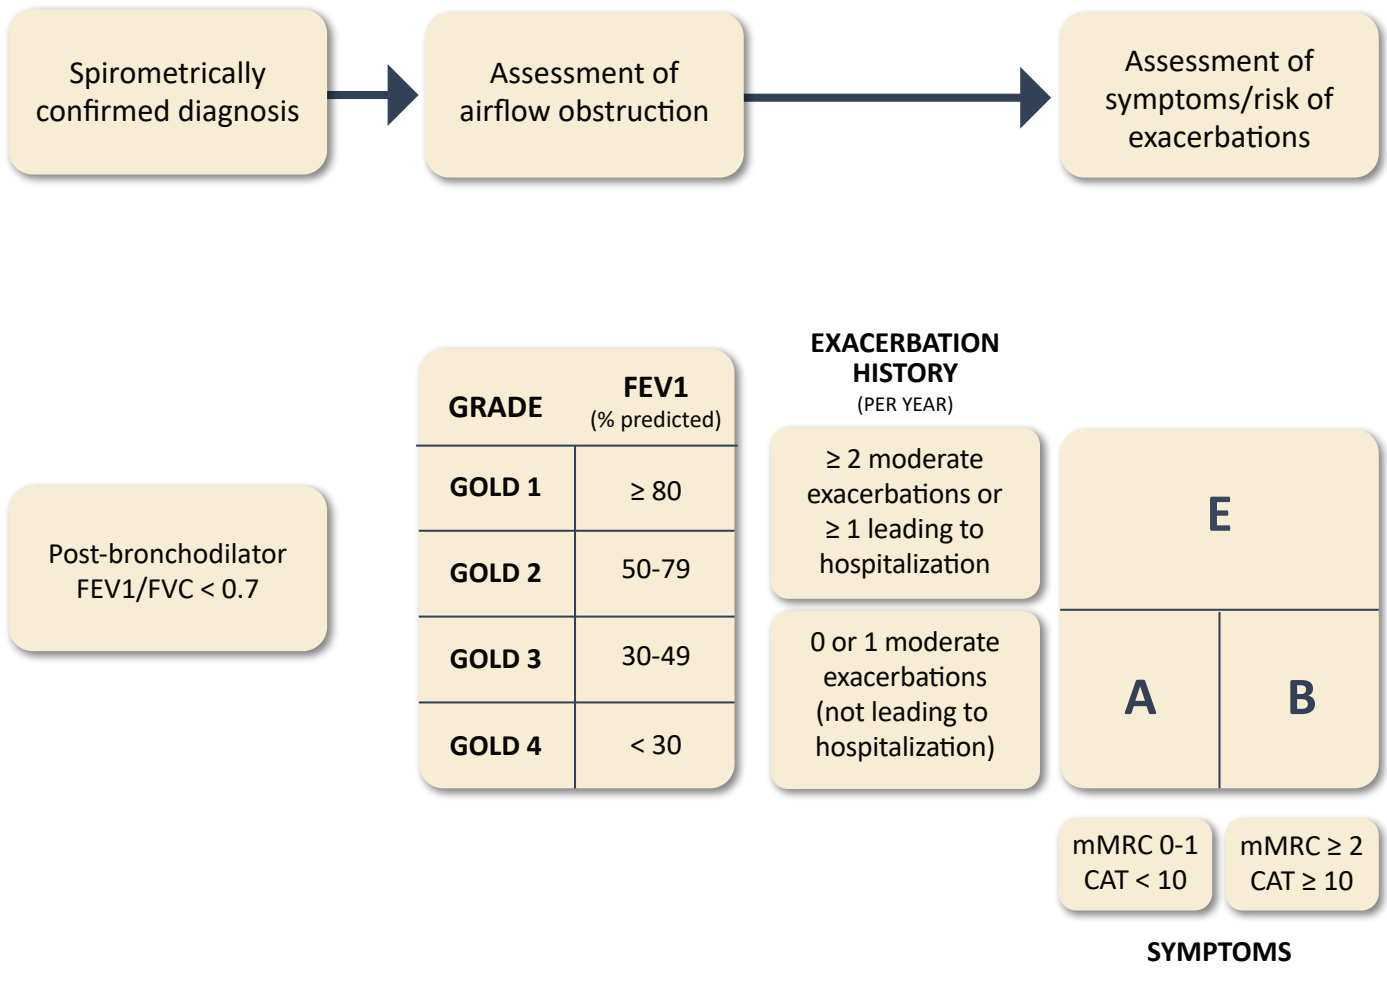 Spirometrically
confirmed diagnosis
Assessment of
airflow obstruction
Assessment of
symptoms/risk of
exacerbations
Post-bronchodilator
FEV1/FVC < 0.7
GRADE
FEV1
(% predicted)
GOLD 1
≥ 80
GOLD 2
50-79
GOLD 3
30-49
GOLD 4
< 30
EXACERBATION
HISTORY
(PER YEAR)
≥ 2 moderate
exacerbations or
≥ 1 leading to
hospitalization
0 or 1 moderate
exacerbations
(not leading to
hospitalization)
E
A
B
mMRC 0-1
CAT < 10
mMRC ≥ 2
CAT ≥ 10
SYMPTOMS